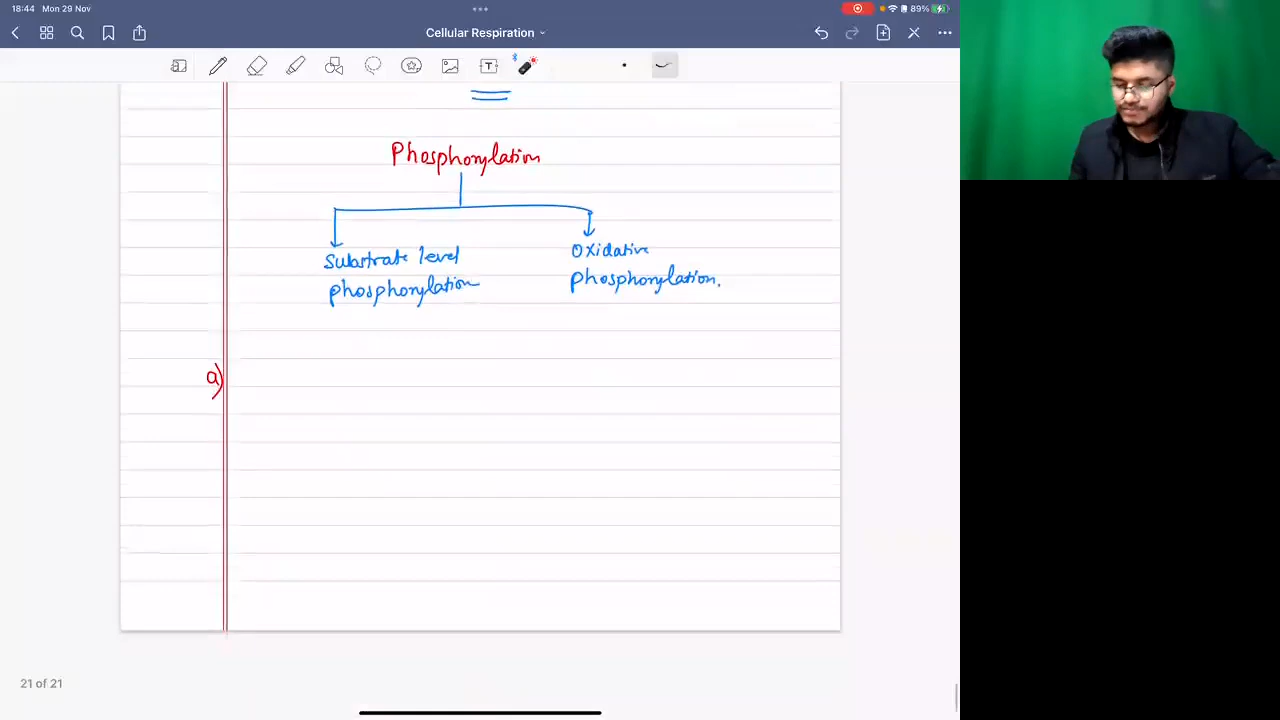 18:44 Mon 29 Nov
89%
Cellular Respiration
T
Phosphorylation
Substrate level
phosphorylation
Oxidative
phosphorylation.
a)
21 of 21